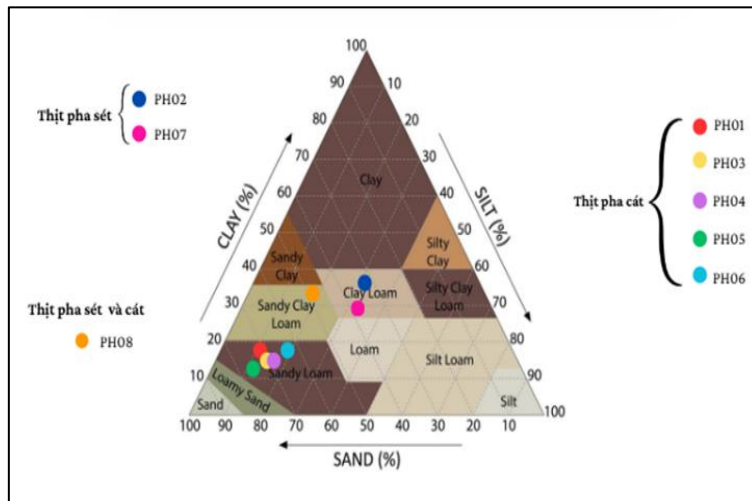 Thịt pha sét
PH02
PH07
Thịt pha sét và cát
PH08
Thịt pha cát
PH01
PH03
PH04
PH05
PH06
CLAY (%)
SILT (%)
SAND (%)
100
90
80
70
60
50
40
30
20
10
10
20
30
40
50
60
70
80
90
100
100
90
80
70
60
50
40
30
20
10
Clay
Silty
Clay
Sandy
Clay
Clay Loam
Silty Clay
Loam
Sandy Clay
Loam
Loam
Silt Loam
Sandy Loam
Loamy Sand
Sand
Silt